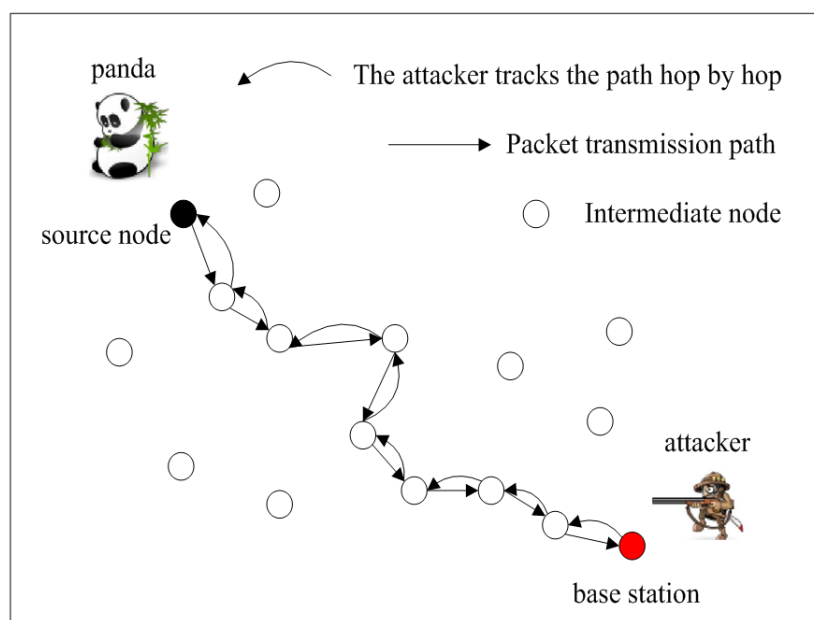 panda
The attacker tracks the path hop by hop
Packet transmission path
Intermediate node
source node
attacker
base station